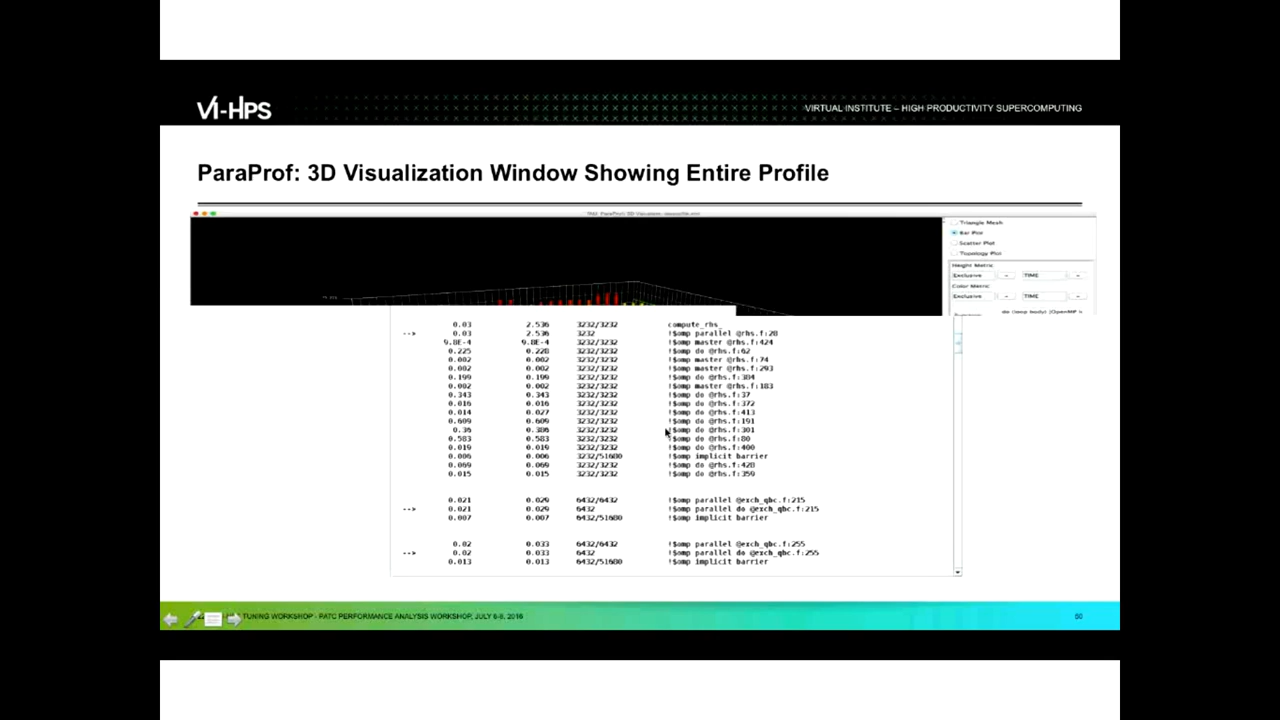 VI-HPS
VIRTUAL INSTITUTE – HIGH PRODUCTIVITY SUPERCOMPUTING
ParaProf: 3D Visualization Window Showing Entire Profile
Triangle Mesh
Bar Plot
Scatter Plot
Topology Plot
Height Metric
Exclusive TIME
Color Metric
Exclusive TIME
0.03 2.536 3232/3232 compute_rhs_
--> 0.03 2.536 3232 !$omp parallel @rhs.f:28
9.8E-4 9.8E-4 3232/3232 !$omp master @rhs.f:424
0.225 0.228 3232/3232 !$omp do @rhs.f:62
0.002 0.002 3232/3232 !$omp master @rhs.f:74
0.002 0.002 3232/3232 !$omp master @rhs.f:293
0.199 0.199 3232/3232 !$omp do @rhs.f:384
0.002 0.002 3232/3232 !$omp master @rhs.f:183
0.343 0.343 3232/3232 !$omp do @rhs.f:37
0.016 0.016 3232/3232 !$omp do @rhs.f:372
0.014 0.027 3232/3232 !$omp do @rhs.f:413
0.609 0.609 3232/3232 !$omp do @rhs.f:191
0.36 0.386 3232/3232 !$omp do @rhs.f:301
0.583 0.583 3232/3232 !$omp do @rhs.f:80
0.019 0.019 3232/3232 !$omp do @rhs.f:400
0.006 0.006 3232/51680 !$omp implicit barrier
0.069 0.069 3232/3232 !$omp do @rhs.f:428
0.015 0.015 3232/3232 !$omp do @rhs.f:359
0.021 0.029 6432/6432 !$omp parallel @exch_qbc.f:215
--> 0.021 0.029 6432 !$omp parallel do @exch_qbc.f:215
0.007 0.007 6432/51680 !$omp implicit barrier
0.02 0.033 6432/6432 !$omp parallel @exch_qbc.f:255
--> 0.02 0.033 6432 !$omp parallel do @exch_qbc.f:255
0.013 0.013 6432/51680 !$omp implicit barrier
TUNING WORKSHOP - PATC PERFORMANCE ANALYSIS WORKSHOP, JULY 6-8, 2016
50